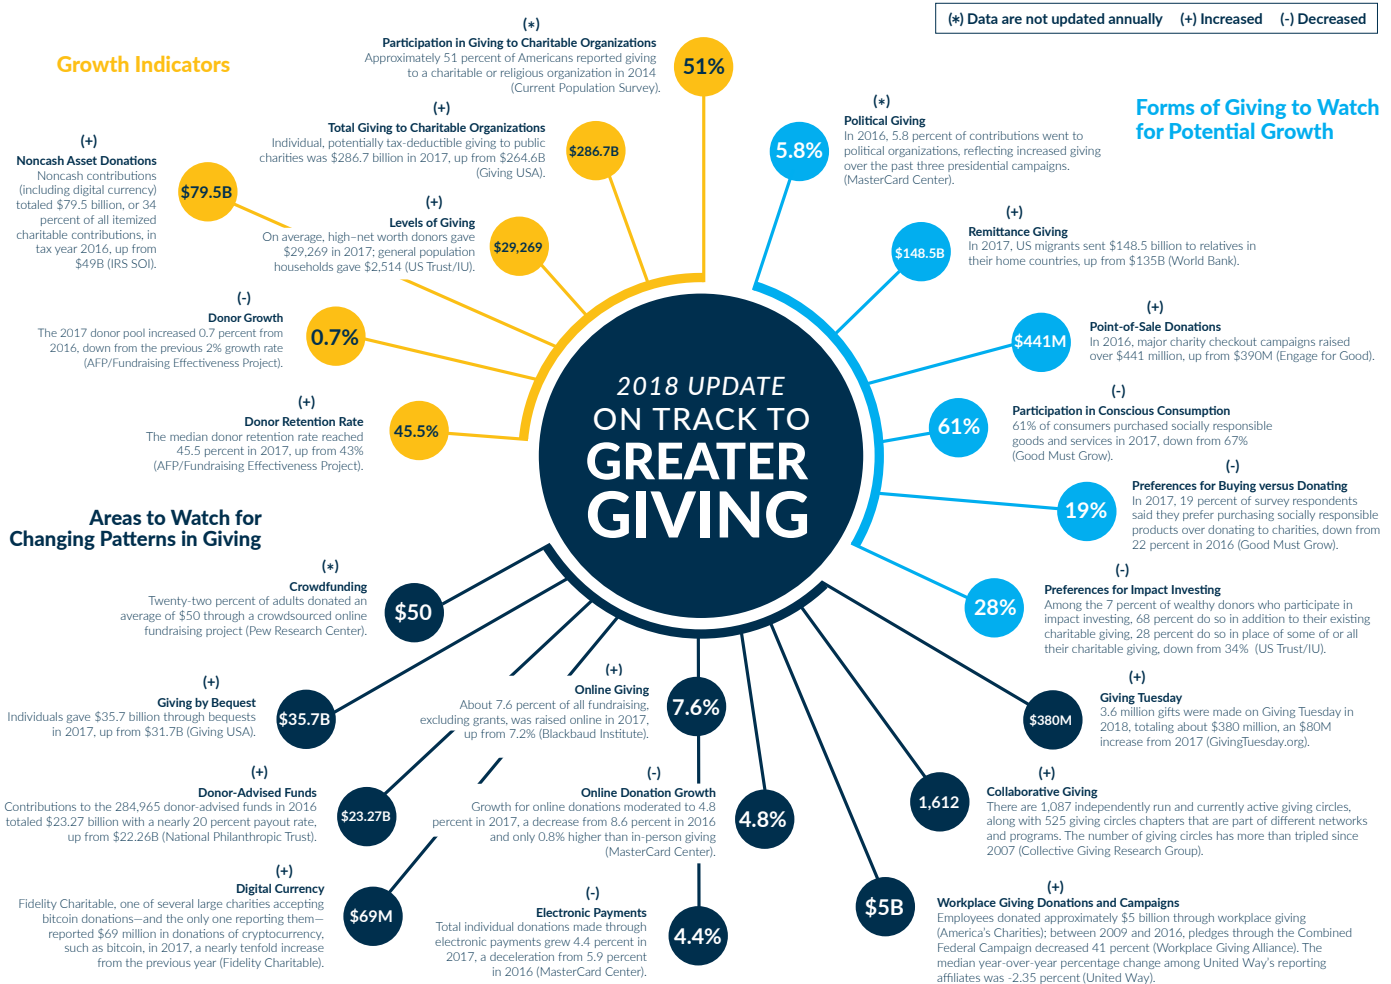 (*) Data are not updated annually (+) Increased (-) Decreased
Growth Indicators
(*)
Participation in Giving to Charitable Organizations
Approximately 51 percent of Americans reported giving
to a charitable or religious organization in 2014
(Current Population Survey).
51%
(+)
Total Giving to Charitable Organizations
Individual, potentially tax-deductible giving to public
charities was $286.7 billion in 2017, up from $264.6B
(Giving USA).
$286.7B
(+)
Levels of Giving
On average, high–net worth donors gave
$29,269 in 2017; general population
households gave $2,514 (US Trust/IU).
$29,269
(+)
Noncash Asset Donations
Noncash contributions
(including digital currency)
totaled $79.5 billion, or 34
percent of all itemized
charitable contributions, in
tax year 2016, up from
$49B (IRS SOI).
$79.5B
(-)
Donor Growth
The 2017 donor pool increased 0.7 percent from
2016, down from the previous 2% growth rate
(AFP/Fundraising Effectiveness Project).
0.7%
(+)
Donor Retention Rate
The median donor retention rate reached
45.5 percent in 2017, up from 43%
(AFP/Fundraising Effectiveness Project).
45.5%
2018 UPDATE
ON TRACK TO
GREATER
GIVING
Forms of Giving to Watch
for Potential Growth
(*)
Political Giving
In 2016, 5.8 percent of contributions went to
political organizations, reflecting increased giving
over the past three presidential campaigns.
(MasterCard Center).
5.8%
(+)
Remittance Giving
In 2017, US migrants sent $148.5 billion to relatives in
their home countries, up from $135B (World Bank).
$148.5B
(+)
Point-of-Sale Donations
In 2016, major charity checkout campaigns raised
over $441 million, up from $390M (Engage for Good).
$441M
(-)
Participation in Conscious Consumption
61% of consumers purchased socially responsible
goods and services in 2017, down from 67%
(Good Must Grow).
61%
(-)
Preferences for Buying versus Donating
In 2017, 19 percent of survey respondents
said they prefer purchasing socially responsible
products over donating to charities, down from
22 percent in 2016 (Good Must Grow).
19%
(-)
Preferences for Impact Investing
Among the 7 percent of wealthy donors who participate in
impact investing, 68 percent do so in addition to their existing
charitable giving, 28 percent do so in place of some of or all
their charitable giving, down from 34% (US Trust/IU).
28%
Areas to Watch for
Changing Patterns in Giving
(*)
Crowdfunding
Twenty-two percent of adults donated an
average of $50 through a crowdsourced online
fundraising project (Pew Research Center).
$50
(+)
Giving by Bequest
Individuals gave $35.7 billion through bequests
in 2017, up from $31.7B (Giving USA).
$35.7B
(+)
Donor-Advised Funds
Contributions to the 284,965 donor-advised funds in 2016
totaled $23.27 billion with a nearly 20 percent payout rate,
up from $22.26B (National Philanthropic Trust).
$23.27B
(+)
Digital Currency
Fidelity Charitable, one of several large charities accepting
bitcoin donations—and the only one reporting them—
reported $69 million in donations of cryptocurrency,
such as bitcoin, in 2017, a nearly tenfold increase
from the previous year (Fidelity Charitable).
$69M
(+)
Online Giving
About 7.6 percent of all fundraising,
excluding grants, was raised online in 2017,
up from 7.2% (Blackbaud Institute).
7.6%
(-)
Online Donation Growth
Growth for online donations moderated to 4.8
percent in 2017, a decrease from 8.6 percent in 2016
and only 0.8% higher than in-person giving
(MasterCard Center).
4.8%
(-)
Electronic Payments
Total individual donations made through
electronic payments grew 4.4 percent in
2017, a deceleration from 5.9 percent
in 2016 (MasterCard Center).
4.4%
(+)
Giving Tuesday
3.6 million gifts were made on Giving Tuesday in
2018, totaling about $380 million, an $80M
increase from 2017 (GivingTuesday.org).
$380M
(+)
Collaborative Giving
There are 1,087 independently run and currently active giving circles,
along with 525 giving circles chapters that are part of different networks
and programs. The number of giving circles has more than tripled since
2007 (Collective Giving Research Group).
1,612
(+)
Workplace Giving Donations and Campaigns
Employees donated approximately $5 billion through workplace giving
(America's Charities); between 2009 and 2016, pledges through the Combined
Federal Campaign decreased 41 percent (Workplace Giving Alliance). The
median year-over-year percentage change among United Way's reporting
affiliates was -2.35 percent (United Way).
$5B